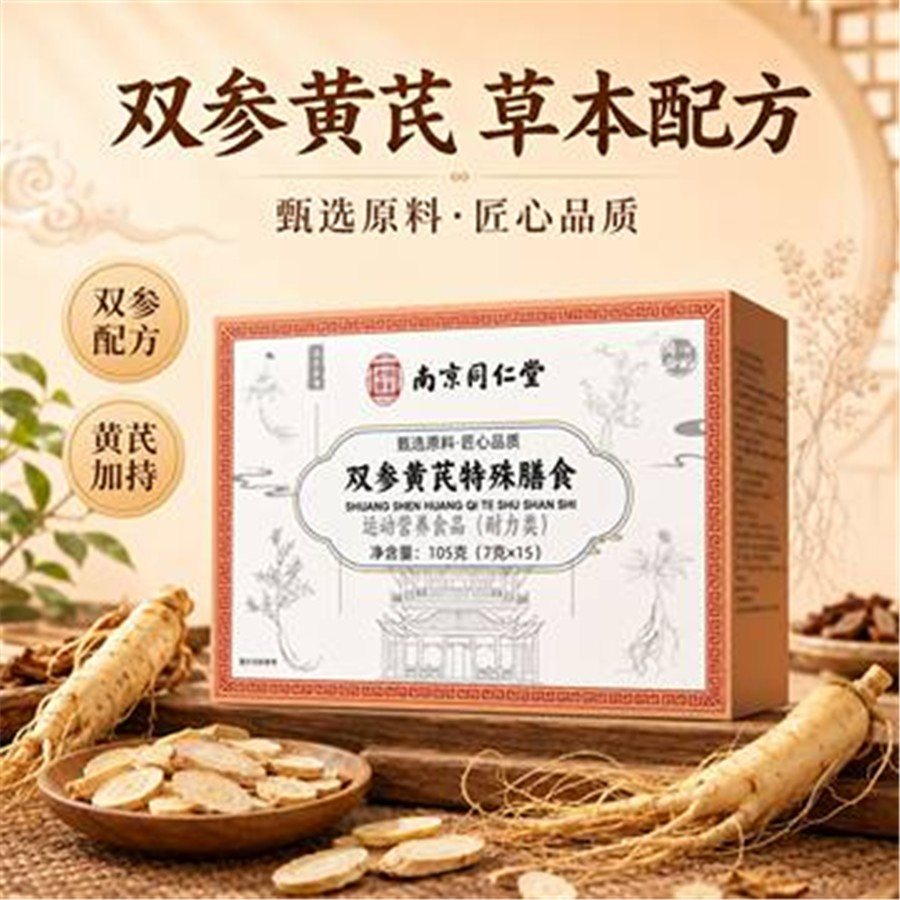 双参黄芪 草本配方
甄选原料·匠心品质
双参
配方
黄芪
加持
南京同仁堂
甄选原料·匠心品质
双参黄芪特殊膳食
SHUANG SHEN HUANG QI TE SHU SHAN SHI
运动营养食品（耐力类）
净含量：105克（7克×15）